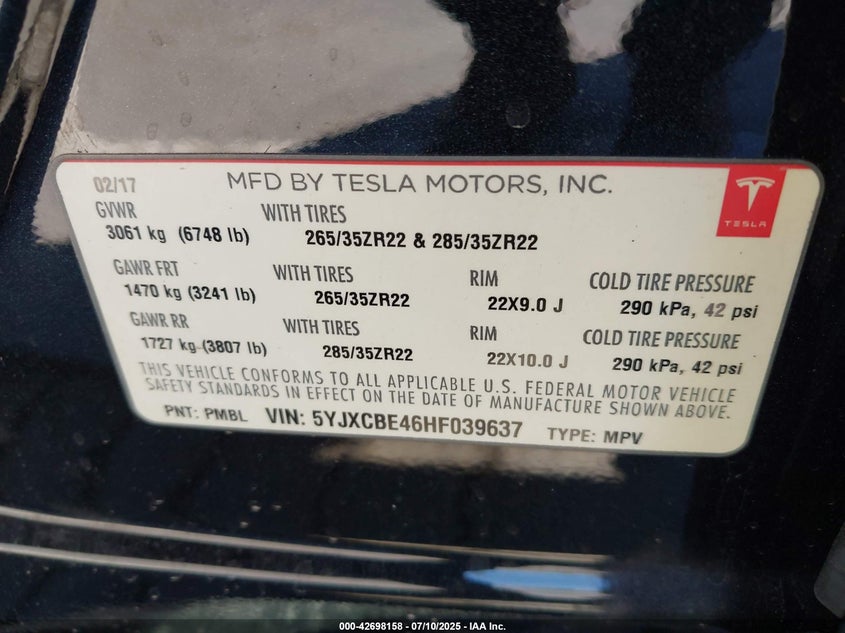 02/17 MFD BY TESLA MOTORS, INC.
TESLA
GVWR WITH TIRES
3061 kg (6748 lb) 265/35ZR22 & 285/35ZR22
GAWR FRT WITH TIRES RIM COLD TIRE PRESSURE
1470 kg (3241 lb) 265/35ZR22 22X9.0 J 290 kPa, 42 psi
GAWR RR WITH TIRES RIM COLD TIRE PRESSURE
1727 kg (3807 lb) 285/35ZR22 22X10.0 J 290 kPa, 42 psi
THIS VEHICLE CONFORMS TO ALL APPLICABLE U.S. FEDERAL MOTOR VEHICLE
SAFETY STANDARDS IN EFFECT ON THE DATE OF MANUFACTURE SHOWN ABOVE.
PNT: PMBL VIN: 5YJXCBE46HF039637 TYPE: MPV
000-42698158 - 07/10/2025 - IAA Inc.